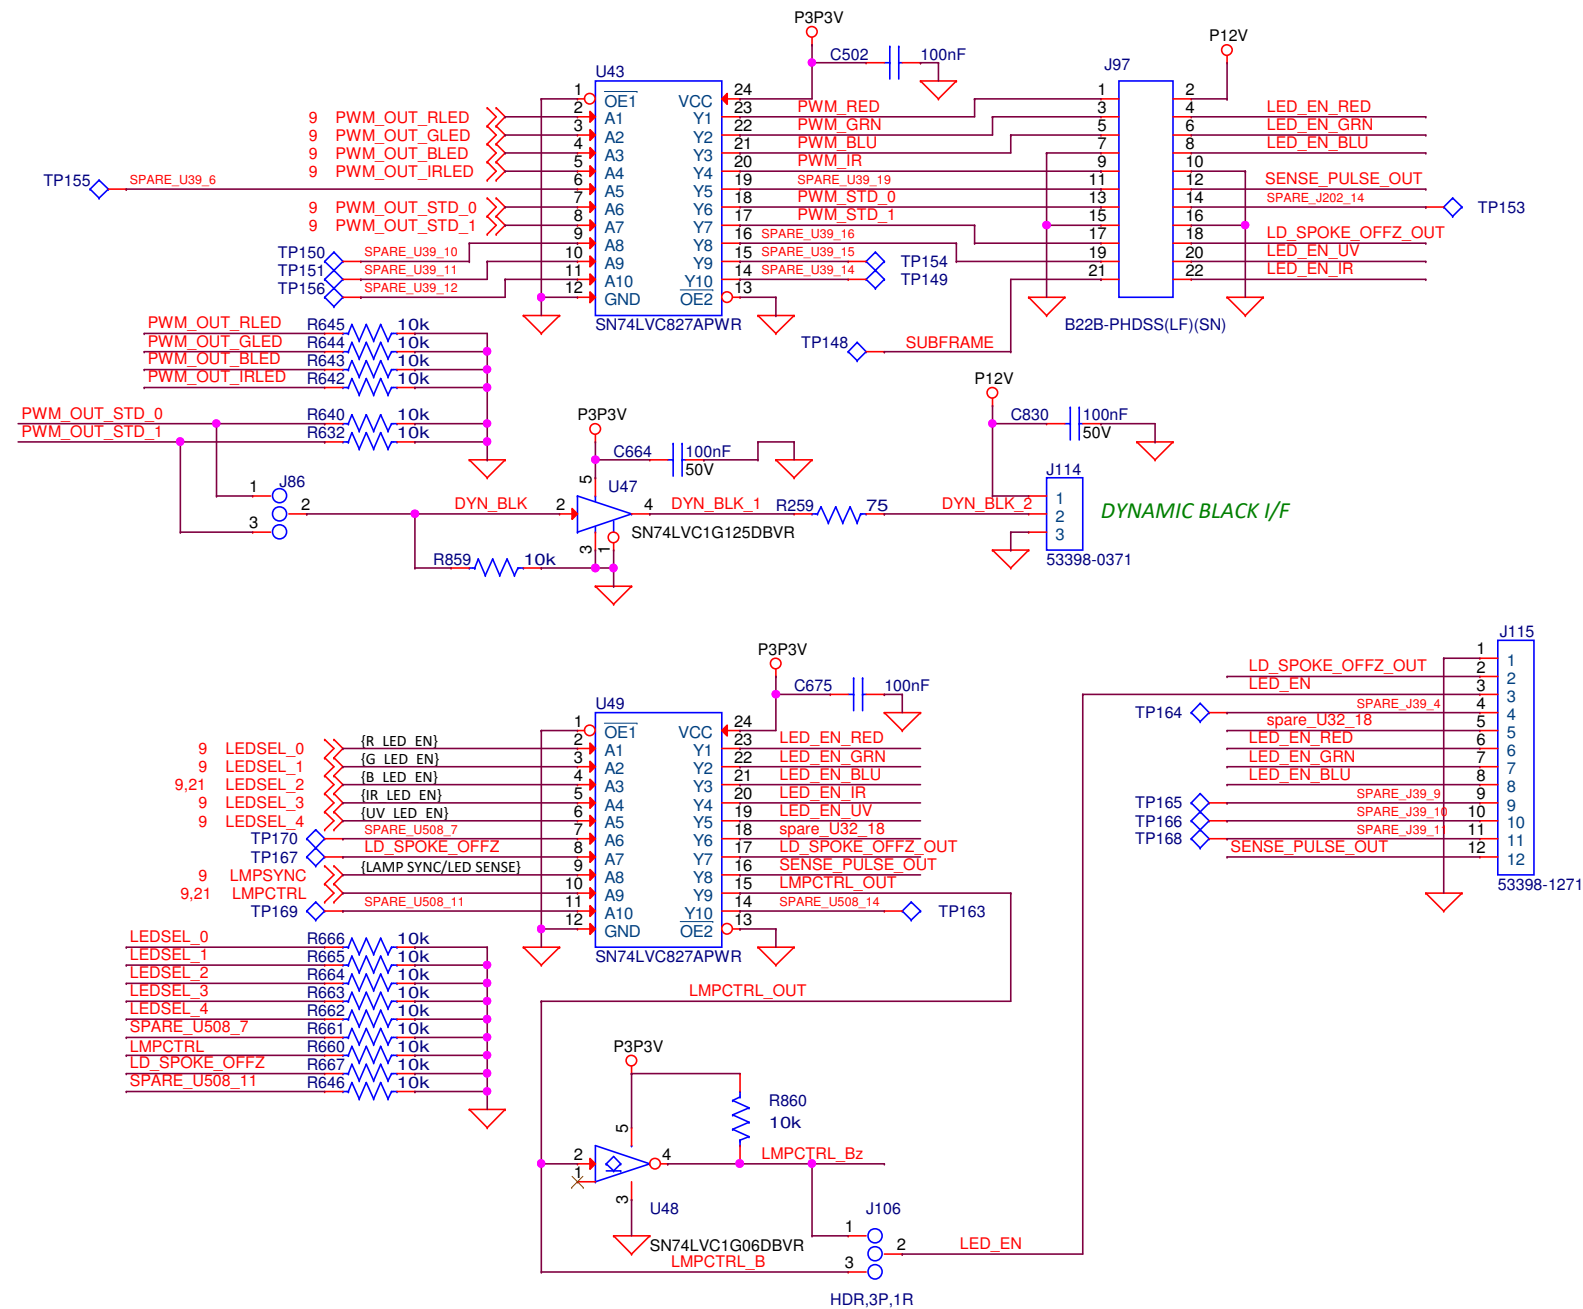 P3P3V
C502 100nF
P12V
U43
J97
1 OE1 VCC 24
1 2
9 PWM_OUT_RLED 2 A1 Y1 23 PWM_RED
3 4 LED_EN_RED
9 PWM_OUT_GLED 3 A2 Y2 22 PWM_GRN
5 6 LED_EN_GRN
9 PWM_OUT_BLED 4 A3 Y3 21 PWM_BLU
7 8 LED_EN_BLU
9 PWM_OUT_IRLED 5 A4 Y4 20 PWM_IR
9 10
TP155 SPARE_U39_6 6 A5 Y5 19 SPARE_U39_19
11 12 SENSE_PULSE_OUT
9 PWM_OUT_STD_0 7 A6 Y6 18 PWM_STD_0
13 14 SPARE_J202_14 TP153
9 PWM_OUT_STD_1 8 A7 Y7 17 PWM_STD_1
15 16
9 A8 Y8 16 SPARE_U39_16
17 18 LD_SPOKE_OFFZ_OUT
TP150 SPARE_U39_10 10 A9 Y9 15 SPARE_U39_15 TP154
19 20 LED_EN_UV
TP151 SPARE_U39_11 11 A10 Y10 14 SPARE_U39_14 TP149
21 22 LED_EN_IR
TP156 SPARE_U39_12 12 GND OE2 13
SN74LVC827APWR
B22B-PHDSS(LF)(SN)
TP148 SUBFRAME
PWM_OUT_RLED R645 10k
PWM_OUT_GLED R644 10k
PWM_OUT_BLED R643 10k
PWM_OUT_IRLED R642 10k
PWM_OUT_STD_0 R640 10k
PWM_OUT_STD_1 R632 10k
P3P3V
C664 100nF
50V
P12V
C830 100nF
50V
J86
1
2
3
DYN_BLK 2 5 U47 4 DYN_BLK_1 R259 75 DYN_BLK_2
3 1
SN74LVC1G125DBVR
R859 10k
J114
1
2
3
53398-0371
DYNAMIC BLACK I/F
P3P3V
C675 100nF
U49
1 OE1 VCC 24
9 LEDSEL_0 {R LED EN} 2 A1 Y1 23 LED_EN_RED
9 LEDSEL_1 {G LED EN} 3 A2 Y2 22 LED_EN_GRN
9,21 LEDSEL_2 {B LED EN} 4 A3 Y3 21 LED_EN_BLU
9 LEDSEL_3 {IR LED EN} 5 A4 Y4 20 LED_EN_IR
9 LEDSEL_4 {UV LED EN} 6 A5 Y5 19 LED_EN_UV
TP170 SPARE_U508_7 7 A6 Y6 18 spare_U32_18
TP167 LD_SPOKE_OFFZ 8 A7 Y7 17 LD_SPOKE_OFFZ_OUT
9 LMPSYNC {LAMP SYNC/LED SENSE} 9 A8 Y8 16 SENSE_PULSE_OUT
9,21 LMPCTRL 10 A9 Y9 15 LMPCTRL_OUT
TP169 SPARE_U508_11 11 A10 Y10 14 SPARE_U508_14 TP163
12 GND OE2 13
SN74LVC827APWR
J115
1 1
LD_SPOKE_OFFZ_OUT 2 2
LED_EN 3 3
TP164 SPARE_J39_4 4 4
spare_U32_18 5 5
LED_EN_RED 6 6
LED_EN_GRN 7 7
LED_EN_BLU 8 8
TP165 SPARE_J39_9 9 9
TP166 SPARE_J39_10 10 10
TP168 SPARE_J39_11 11 11
SENSE_PULSE_OUT 12 12
53398-1271
LEDSEL_0 R666 10k
LEDSEL_1 R665 10k
LEDSEL_2 R664 10k
LEDSEL_3 R663 10k
LEDSEL_4 R662 10k
SPARE_U508_7 R661 10k
LMPCTRL R660 10k
LD_SPOKE_OFFZ R667 10k
SPARE_U508_11 R646 10k
LMPCTRL_OUT
P3P3V
R860
10k
5
2 4 LMPCTRL_Bz
1
3 U48
SN74LVC1G06DBVR
LMPCTRL_B
J106
1
2 LED_EN
3
HDR,3P,1R